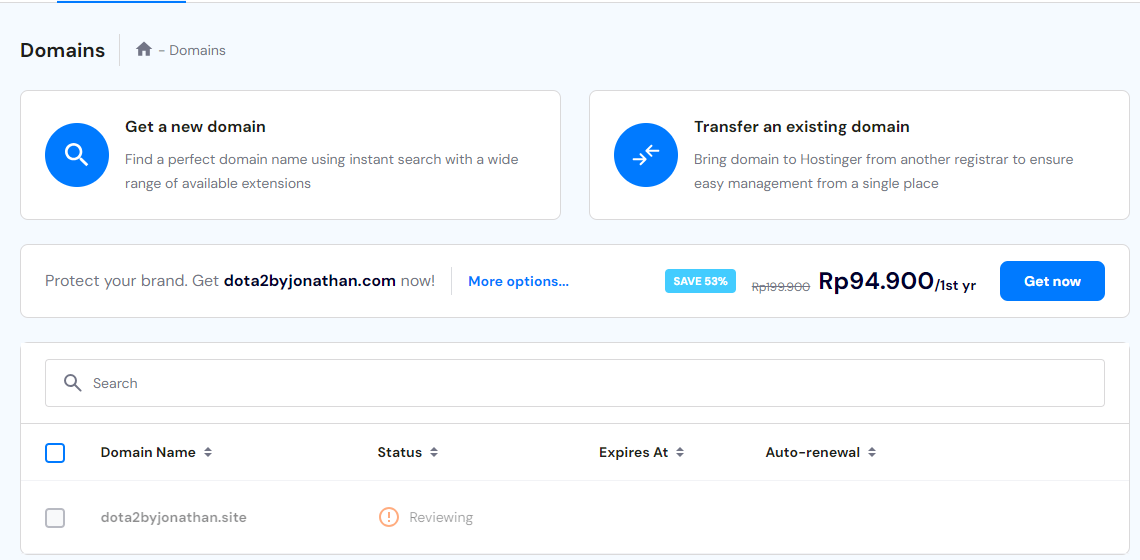 Domains
- Domains
Get a new domain
Find a perfect domain name using instant search with a wide
range of available extensions
Transfer an existing domain
Bring domain to Hostinger from another registrar to ensure
easy management from a single place
Protect your brand. Get dota2byjonathan.com now! More options... SAVE 53% Rp199.900 Rp94.900/1st yr Get now
Search
Domain Name Status Expires At Auto-renewal
dota2byjonathan.site Reviewing